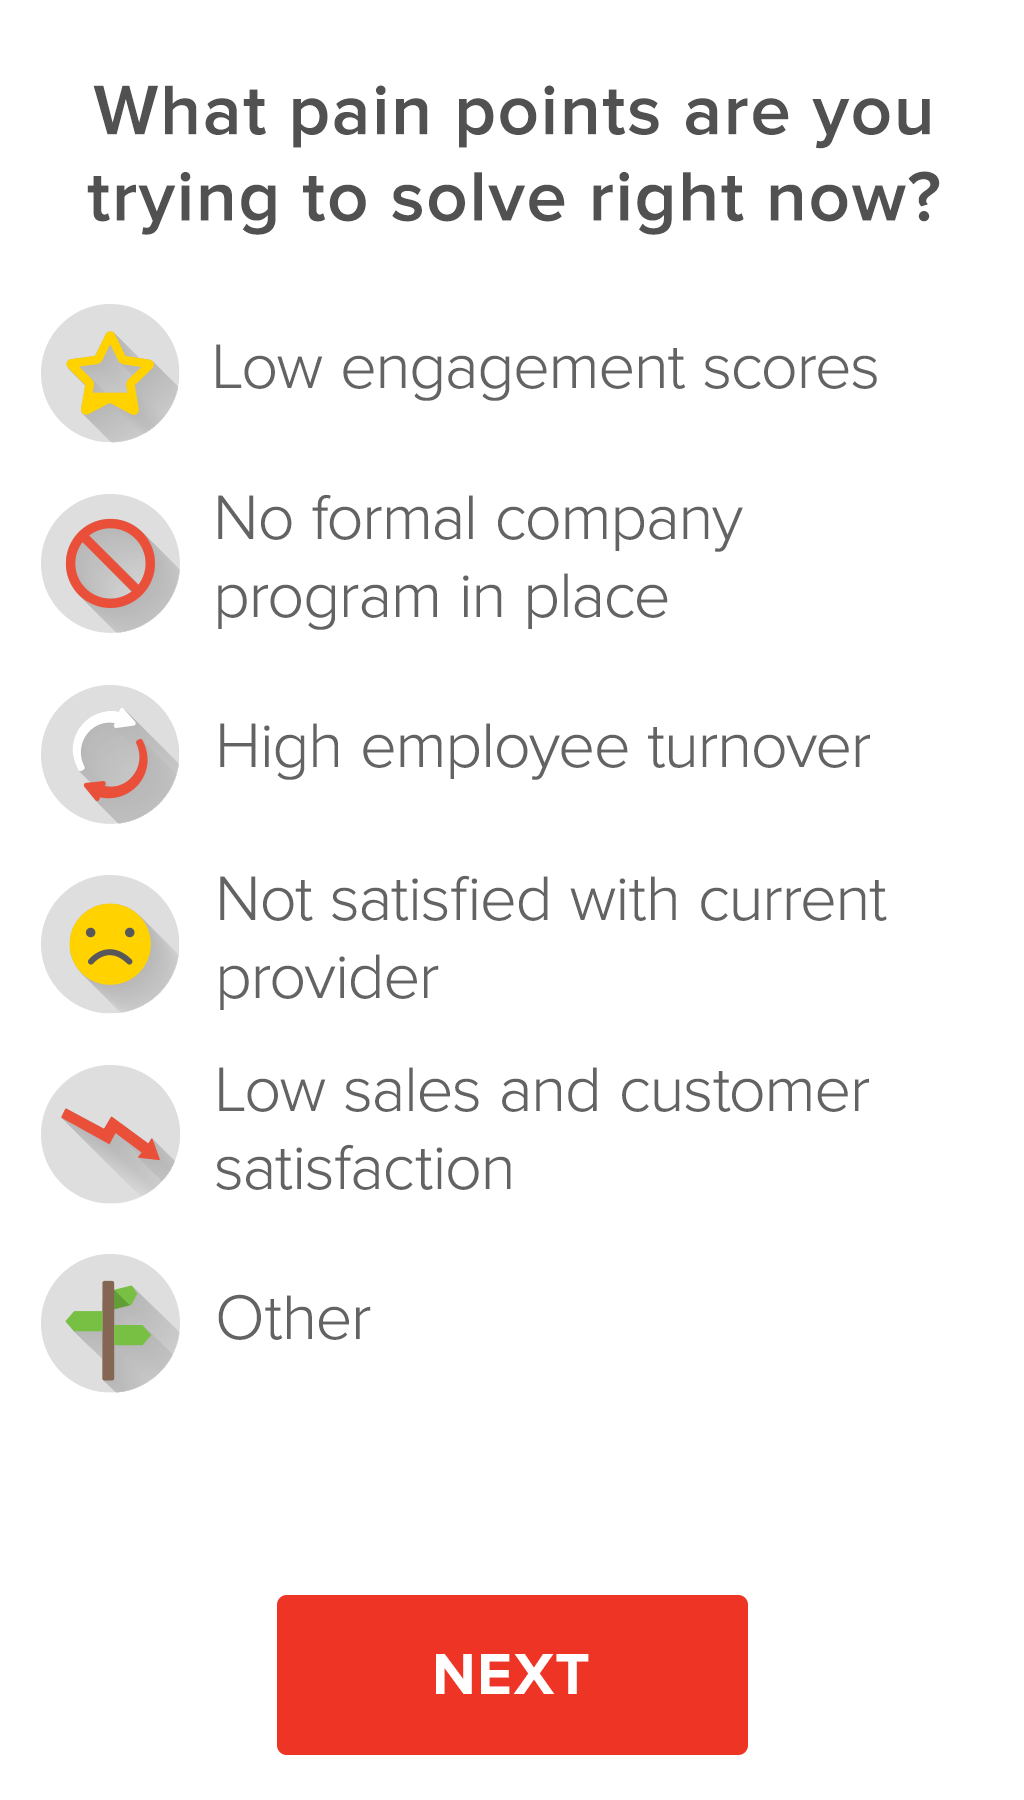 What pain points are you
trying to solve right now?
Low engagement scores
No formal company
program in place
High employee turnover
Not satisfied with current
provider
Low sales and customer
satisfaction
Other
NEXT